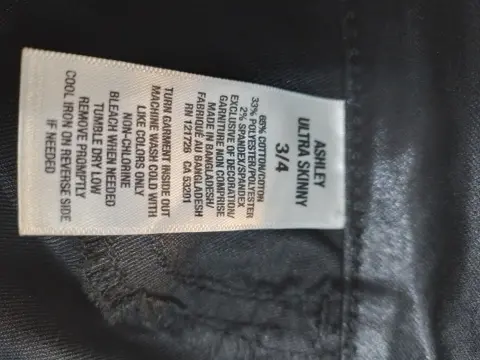 ASHLEY
ULTRA SKINNY
3/4
65% COTTON/COTTON
33% POLYESTER/POLYESTER
2% SPANDEX/SPANDEX
EXCLUSIVE OF DECORATION/
GARNITURE NON COMPRISE
MADE IN BANGLADESH/
FABRIQUÉ AU BANGLADESH
RN 121726 CA 53201
TURN GARMENT INSIDE OUT
MACHINE WASH COLD WITH
LIKE COLORS ONLY
NON-CHLORINE
BLEACH WHEN NEEDED
TUMBLE DRY LOW
REMOVE PROMPTLY
COOL IRON ON REVERSE SIDE
IF NEEDED